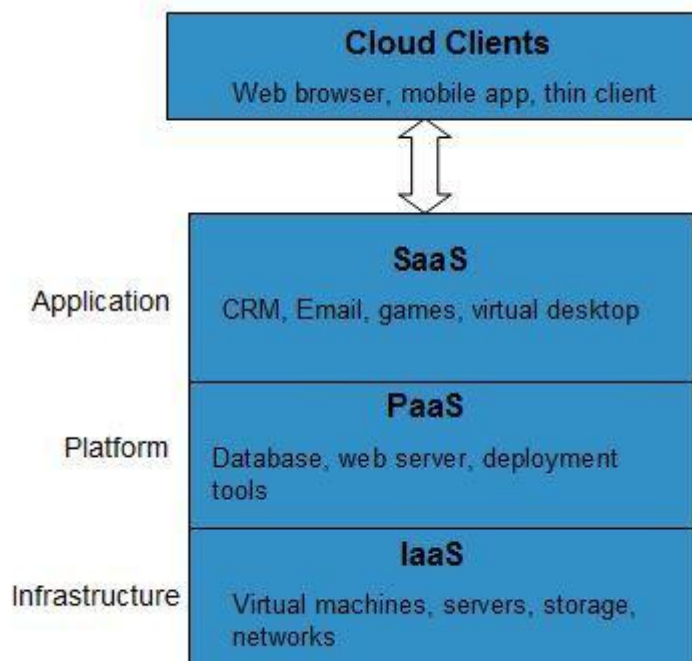 Cloud Clients
Web browser, mobile app, thin client
SaaS
Application
CRM, Email, games, virtual desktop
PaaS
Platform
Database, web server, deployment
tools
IaaS
Infrastructure
Virtual machines, servers, storage,
networks